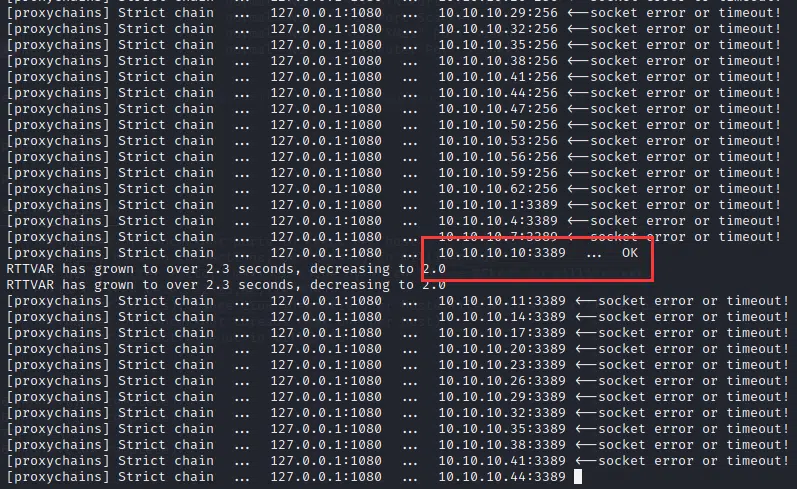 [proxychains] Strict chain ... 127.0.0.1:1080 ... 10.10.10.29:256 <--socket error or timeout!
[proxychains] Strict chain ... 127.0.0.1:1080 ... 10.10.10.32:256 <--socket error or timeout!
[proxychains] Strict chain ... 127.0.0.1:1080 ... 10.10.10.35:256 <--socket error or timeout!
[proxychains] Strict chain ... 127.0.0.1:1080 ... 10.10.10.38:256 <--socket error or timeout!
[proxychains] Strict chain ... 127.0.0.1:1080 ... 10.10.10.41:256 <--socket error or timeout!
[proxychains] Strict chain ... 127.0.0.1:1080 ... 10.10.10.44:256 <--socket error or timeout!
[proxychains] Strict chain ... 127.0.0.1:1080 ... 10.10.10.47:256 <--socket error or timeout!
[proxychains] Strict chain ... 127.0.0.1:1080 ... 10.10.10.50:256 <--socket error or timeout!
[proxychains] Strict chain ... 127.0.0.1:1080 ... 10.10.10.53:256 <--socket error or timeout!
[proxychains] Strict chain ... 127.0.0.1:1080 ... 10.10.10.56:256 <--socket error or timeout!
[proxychains] Strict chain ... 127.0.0.1:1080 ... 10.10.10.59:256 <--socket error or timeout!
[proxychains] Strict chain ... 127.0.0.1:1080 ... 10.10.10.62:256 <--socket error or timeout!
[proxychains] Strict chain ... 127.0.0.1:1080 ... 10.10.10.1:3389 <--socket error or timeout!
[proxychains] Strict chain ... 127.0.0.1:1080 ... 10.10.10.4:3389 <--socket error or timeout!
[proxychains] Strict chain ... 127.0.0.1:1080 ... 10.10.10.7:3389 <--socket error or timeout!
[proxychains] Strict chain ... 127.0.0.1:1080 ... 10.10.10.10:3389 ... OK
RTTVAR has grown to over 2.3 seconds, decreasing to 2.0
RTTVAR has grown to over 2.3 seconds, decreasing to 2.0
[proxychains] Strict chain ... 127.0.0.1:1080 ... 10.10.10.11:3389 <--socket error or timeout!
[proxychains] Strict chain ... 127.0.0.1:1080 ... 10.10.10.14:3389 <--socket error or timeout!
[proxychains] Strict chain ... 127.0.0.1:1080 ... 10.10.10.17:3389 <--socket error or timeout!
[proxychains] Strict chain ... 127.0.0.1:1080 ... 10.10.10.20:3389 <--socket error or timeout!
[proxychains] Strict chain ... 127.0.0.1:1080 ... 10.10.10.23:3389 <--socket error or timeout!
[proxychains] Strict chain ... 127.0.0.1:1080 ... 10.10.10.26:3389 <--socket error or timeout!
[proxychains] Strict chain ... 127.0.0.1:1080 ... 10.10.10.29:3389 <--socket error or timeout!
[proxychains] Strict chain ... 127.0.0.1:1080 ... 10.10.10.32:3389 <--socket error or timeout!
[proxychains] Strict chain ... 127.0.0.1:1080 ... 10.10.10.35:3389 <--socket error or timeout!
[proxychains] Strict chain ... 127.0.0.1:1080 ... 10.10.10.38:3389 <--socket error or timeout!
[proxychains] Strict chain ... 127.0.0.1:1080 ... 10.10.10.41:3389 <--socket error or timeout!
[proxychains] Strict chain ... 127.0.0.1:1080 ... 10.10.10.44:3389